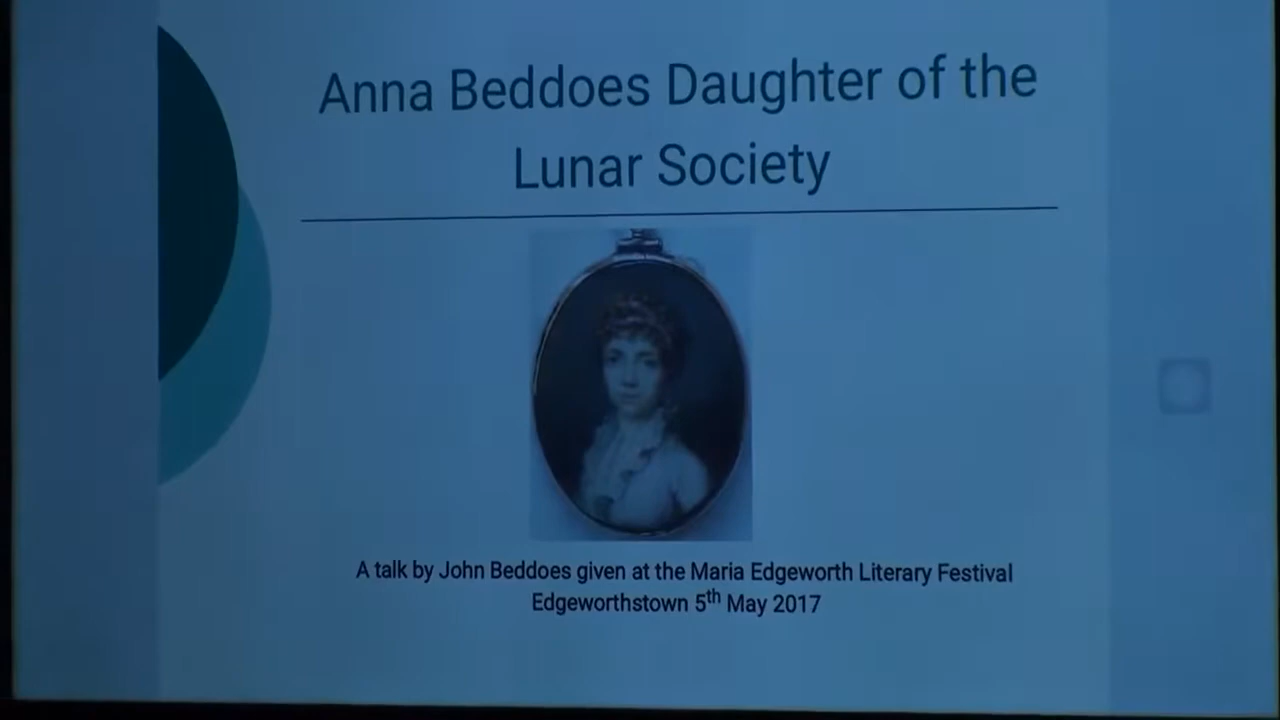 Anna Beddoes Daughter of the
Lunar Society
A talk by John Beddoes given at the Maria Edgeworth Literary Festival
Edgeworthstown 5th May 2017